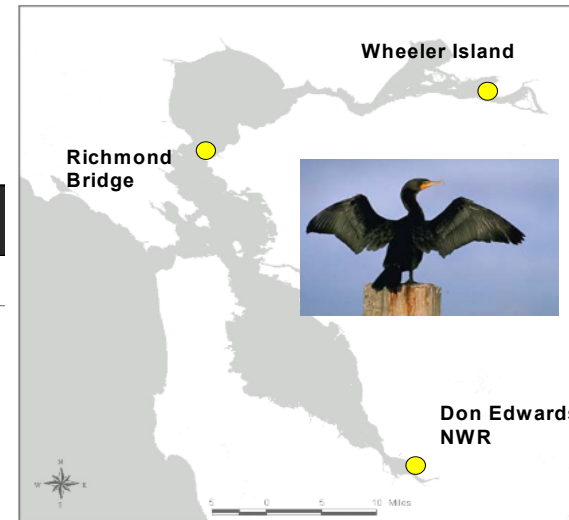 Wheeler Island
Richmond
Bridge
Don Edwards
NWR
N
W E
S
5 0 5 10 Miles